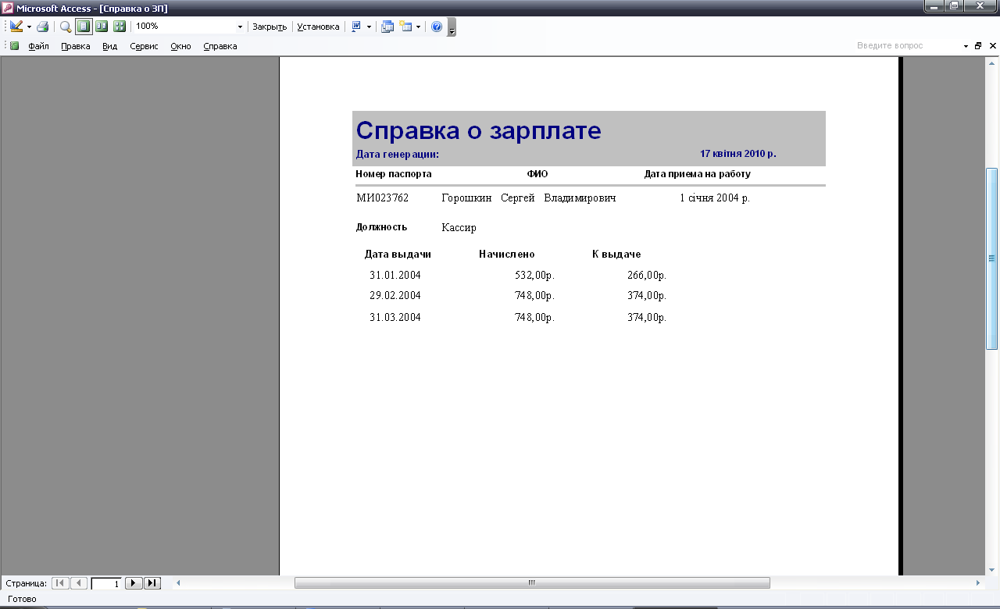 Microsoft Access - [Справка о ЗП]
100% Закрыть Установка
Файл Правка Вид Сервис Окно Справка Введите вопрос
Справка о зарплате
Дата генерации: 17 квітня 2010 р.
Номер паспорта ФИО Дата приема на работу
МИ023762 Горошкин Сергей Владимирович 1 січня 2004 р.
Должность Кассир
Дата выдачи Начислено К выдаче
31.01.2004 532,00р. 266,00р.
29.02.2004 748,00р. 374,00р.
31.03.2004 748,00р. 374,00р.
Страница: 1
Готово